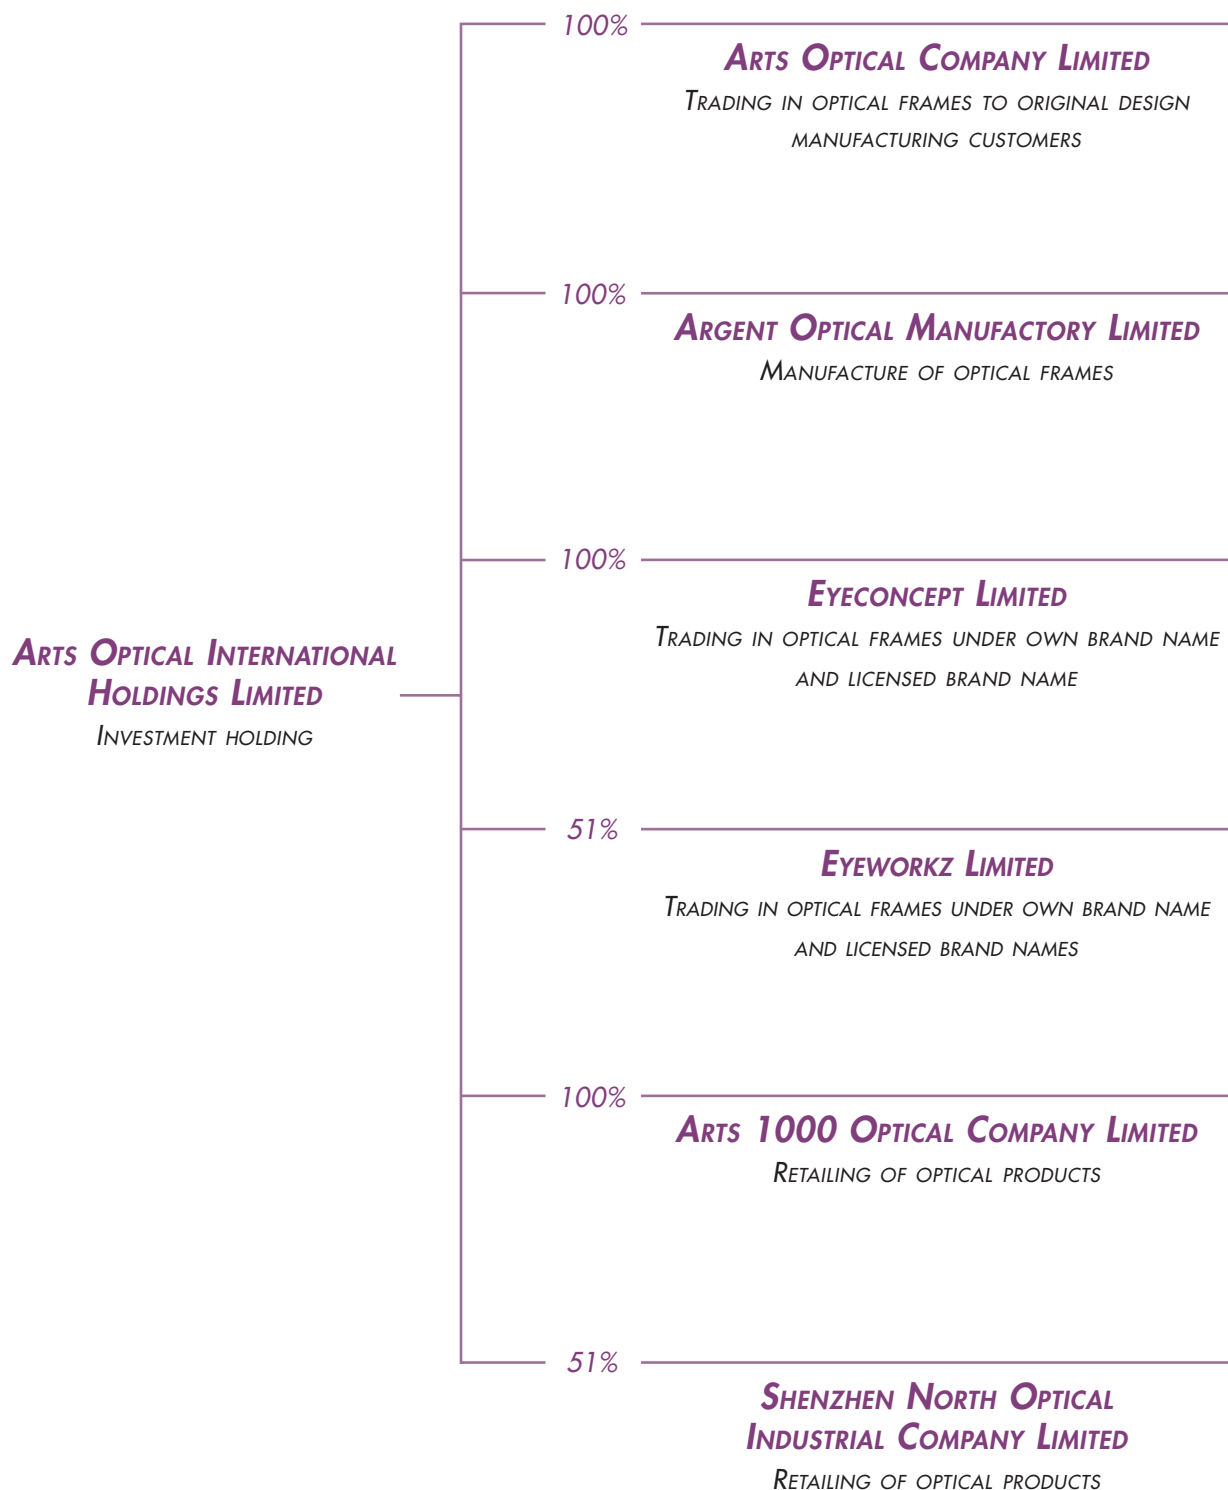 100%
ARTS OPTICAL COMPANY LIMITED
TRADING IN OPTICAL FRAMES TO ORIGINAL DESIGN
MANUFACTURING CUSTOMERS
100%
ARGENT OPTICAL MANUFACTORY LIMITED
MANUFACTURE OF OPTICAL FRAMES
100%
EYECONCEPT LIMITED
TRADING IN OPTICAL FRAMES UNDER OWN BRAND NAME
AND LICENSED BRAND NAME
ARTS OPTICAL INTERNATIONAL
HOLDINGS LIMITED
INVESTMENT HOLDING
51%
EYEWORKZ LIMITED
TRADING IN OPTICAL FRAMES UNDER OWN BRAND NAME
AND LICENSED BRAND NAMES
100%
ARTS 1000 OPTICAL COMPANY LIMITED
RETAILING OF OPTICAL PRODUCTS
51%
SHENZHEN NORTH OPTICAL
INDUSTRIAL COMPANY LIMITED
RETAILING OF OPTICAL PRODUCTS